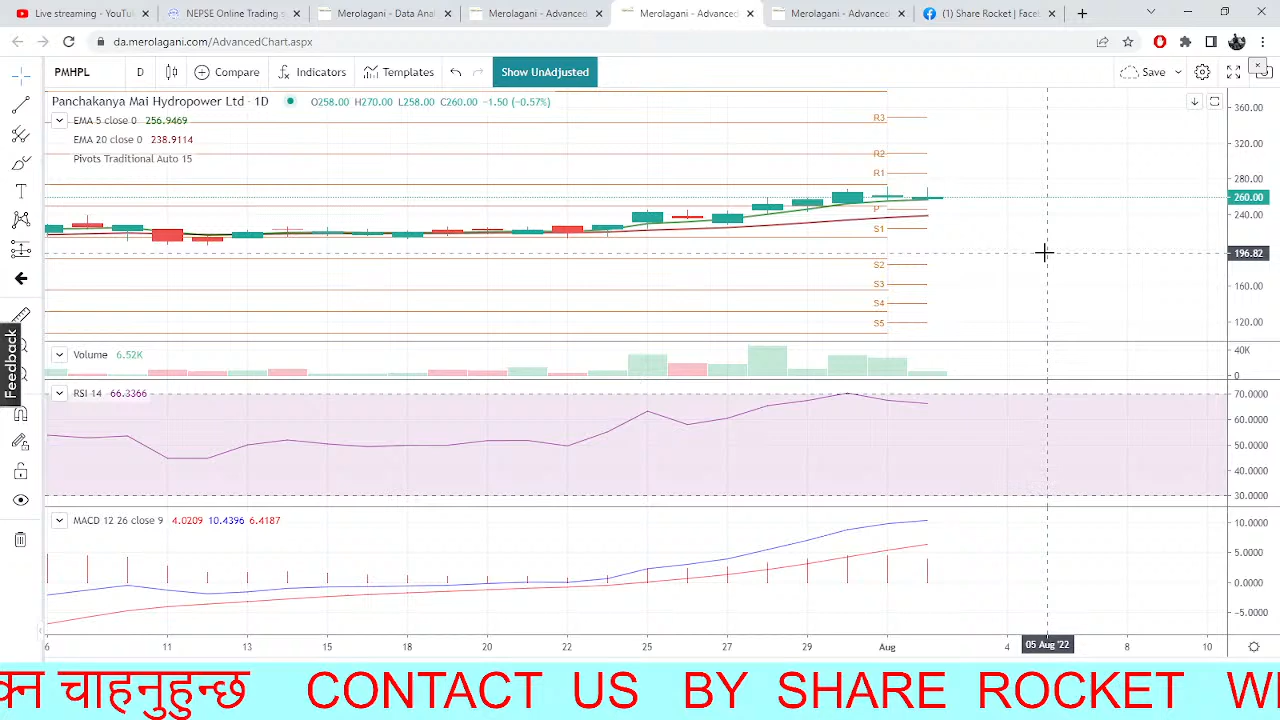 Live streaming - YouTu
NEPSE Online Trading s
Merolagani - Data Anal
Merolagani - Advanced
Merolagani - Advanced
Merolagani - Advanced
(1) Share Rocket | Face
da.merolagani.com/AdvancedChart.aspx
PMHPL D Compare Indicators Templates Show UnAdjusted Save
Panchakanya Mai Hydropower Ltd · 1D O258.00 H270.00 L258.00 C260.00 −1.50 (−0.57%)
EMA 5 close 0 256.9469
EMA 20 close 0 238.9114
Pivots Traditional Auto 15
R3
R2
R1
P
S1
S2
S3
S4
S5
360.00
320.00
280.00
260.00
240.00
196.82
160.00
120.00
Feedback
Volume 6.52K
40K
0
RSI 14 66.3366
70.0000
60.0000
50.0000
40.0000
30.0000
MACD 12 26 close 9 4.0209 10.4396 6.4187
10.0000
5.0000
0.0000
−5.0000
6 11 13 15 18 20 22 25 27 29 Aug 4 05 Aug '22 8 10
क्न चाहनुहुन्छ CONTACT US BY SHARE ROCKET